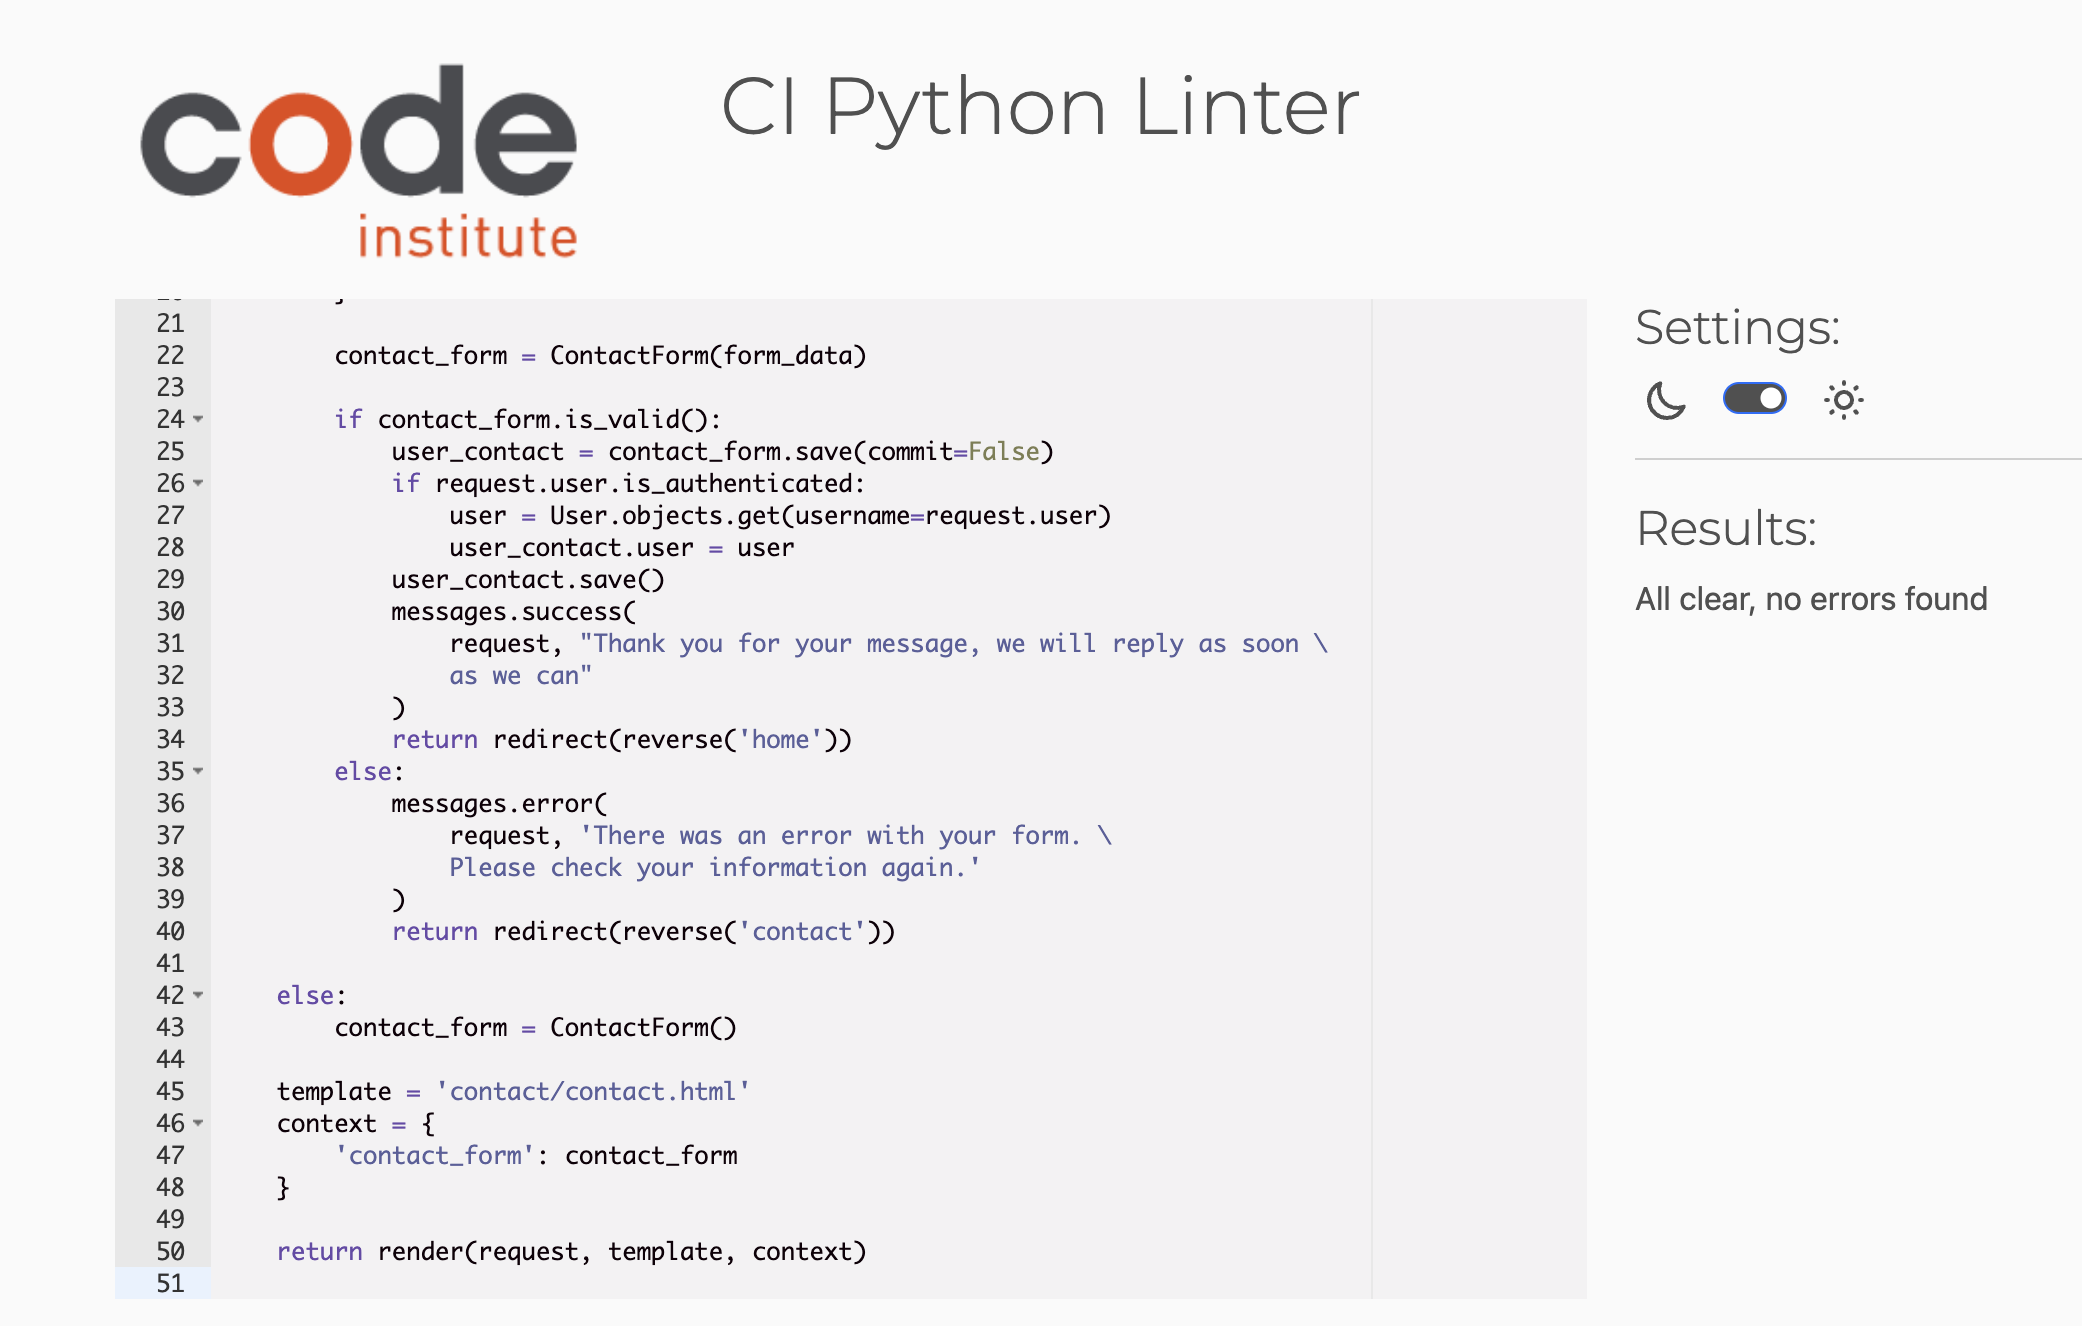 code
institute
CI Python Linter
21
22 contact_form = ContactForm(form_data)
23
24 if contact_form.is_valid():
25 user_contact = contact_form.save(commit=False)
26 if request.user.is_authenticated:
27 user = User.objects.get(username=request.user)
28 user_contact.user = user
29 user_contact.save()
30 messages.success(
31 request, "Thank you for your message, we will reply as soon \
32 as we can"
33 )
34 return redirect(reverse('home'))
35 else:
36 messages.error(
37 request, 'There was an error with your form. \
38 Please check your information again.'
39 )
40 return redirect(reverse('contact'))
41
42 else:
43 contact_form = ContactForm()
44
45 template = 'contact/contact.html'
46 context = {
47 'contact_form': contact_form
48 }
49
50 return render(request, template, context)
51
Settings:
Results:
All clear, no errors found